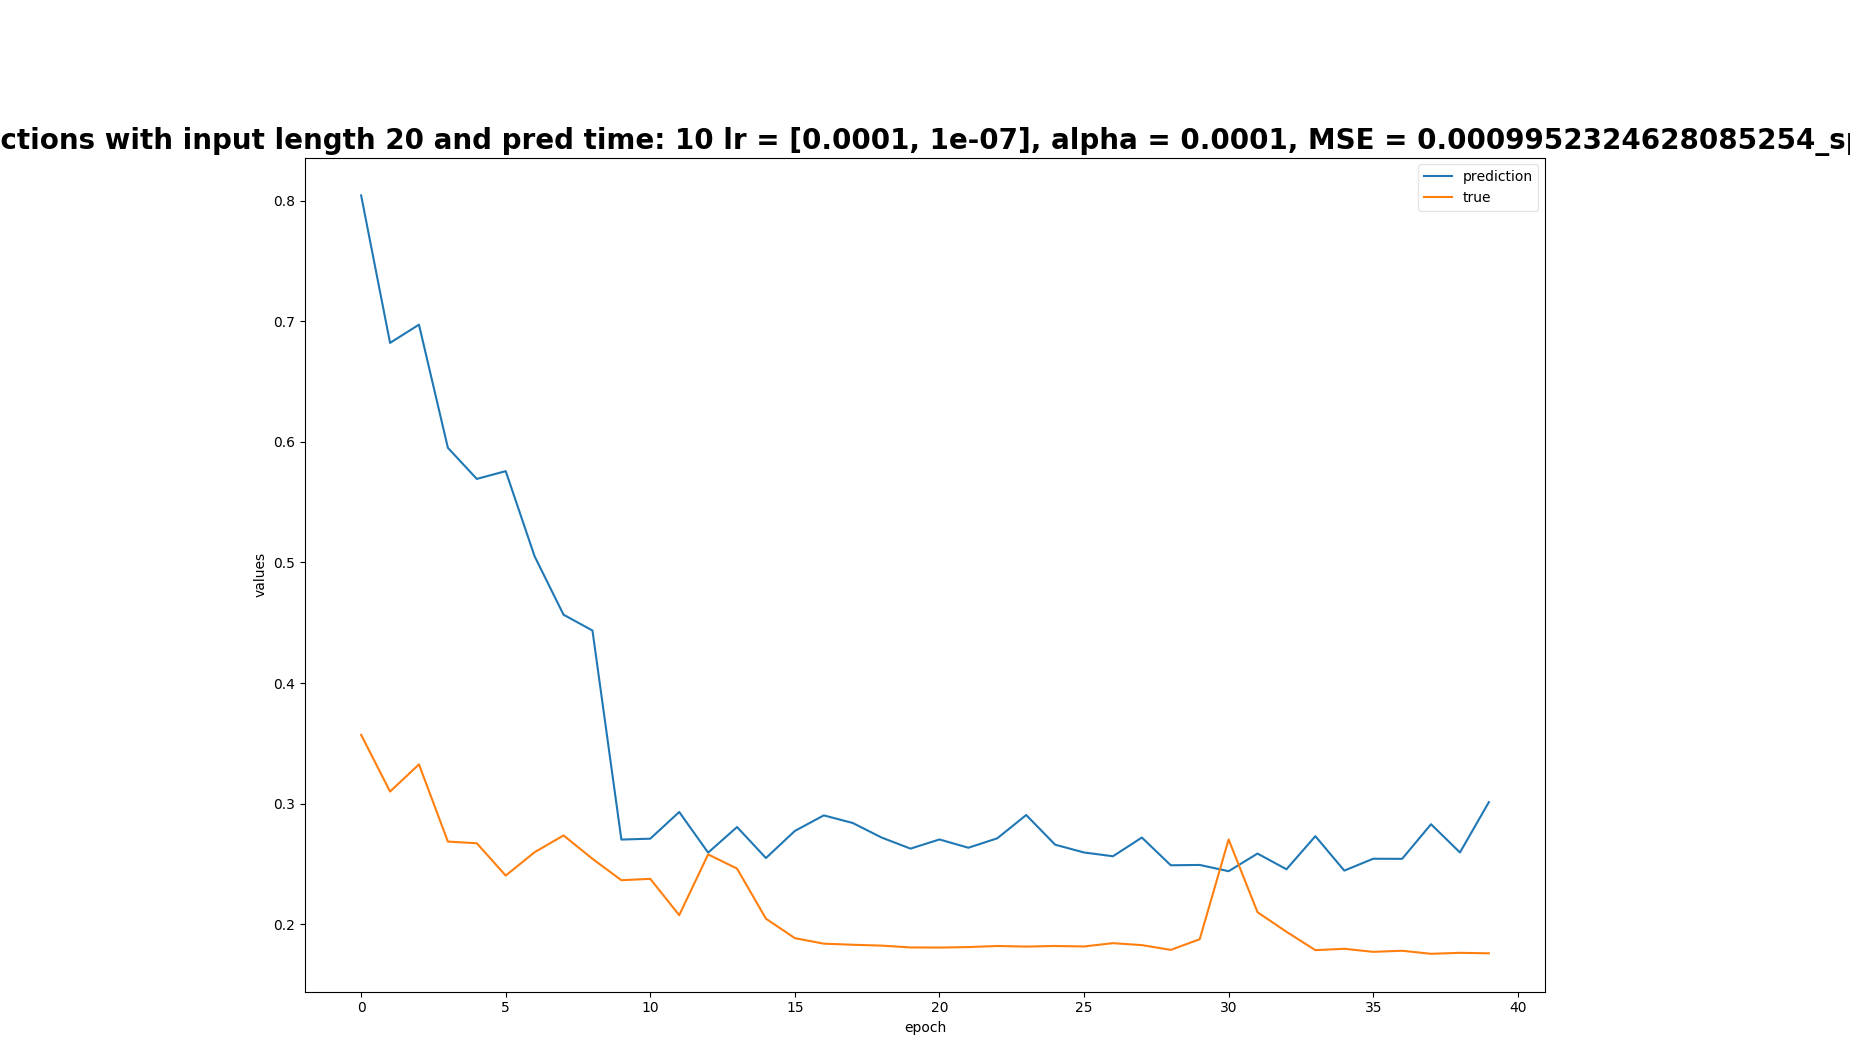 ctions with input length 20 and pred time: 10 lr = [0.0001, 1e-07], alpha = 0.0001, MSE = 0.0009952324628085254_sp
prediction
true
0.8
0.7
0.6
0.5
0.4
0.3
0.2
values
0 5 10 15 20 25 30 35 40
epoch